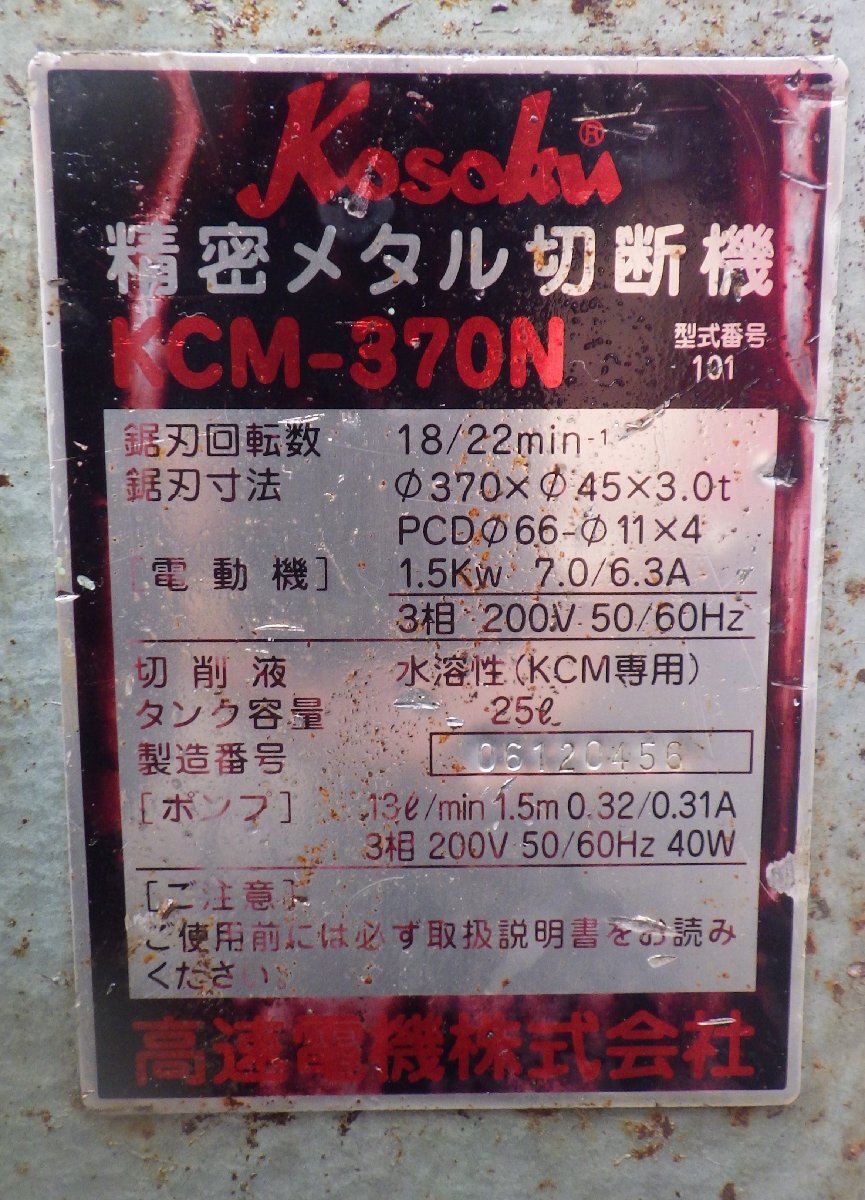 Kosoku®
精密メタル切断機
KCM-370N
型式番号
101
鋸刃回転数 18/22min⁻¹
鋸刃寸法 φ370×φ45×3.0t
PCDφ66-φ11×4
[電動機] 1.5Kw 7.0/6.3A
3相 200V 50/60Hz
切削液 水溶性(KCM専用)
タンク容量 25ℓ
製造番号 06120456
[ポンプ] 13ℓ/min 1.5m 0.32/0.31A
3相 200V 50/60Hz 40W
[ご注意]
ご使用前には必ず取扱説明書をお読み
ください。
高速電機株式会社